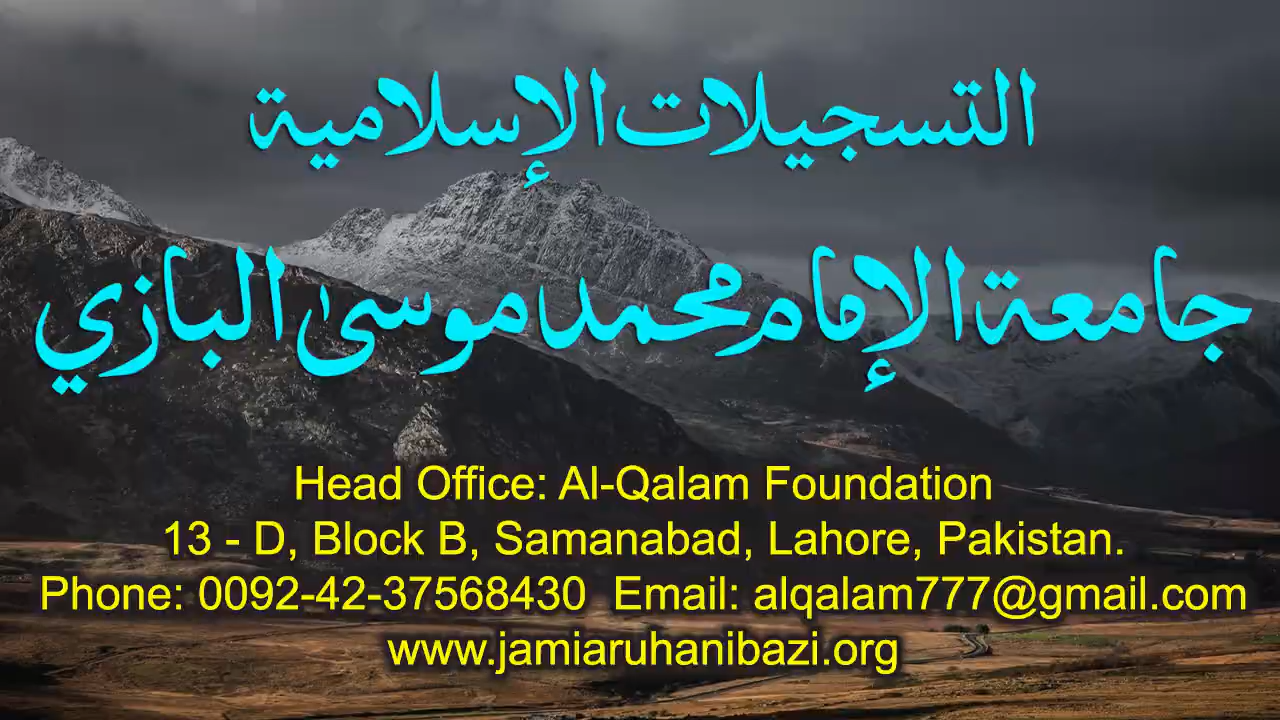 التسجيلات الإسلامية
جامعة الإمام محمد موسىٰ البازي
Head Office: Al-Qalam Foundation
13 - D, Block B, Samanabad, Lahore, Pakistan.
Phone: 0092-42-37568430 Email: alqalam777@gmail.com
www.jamiaruhanibazi.org